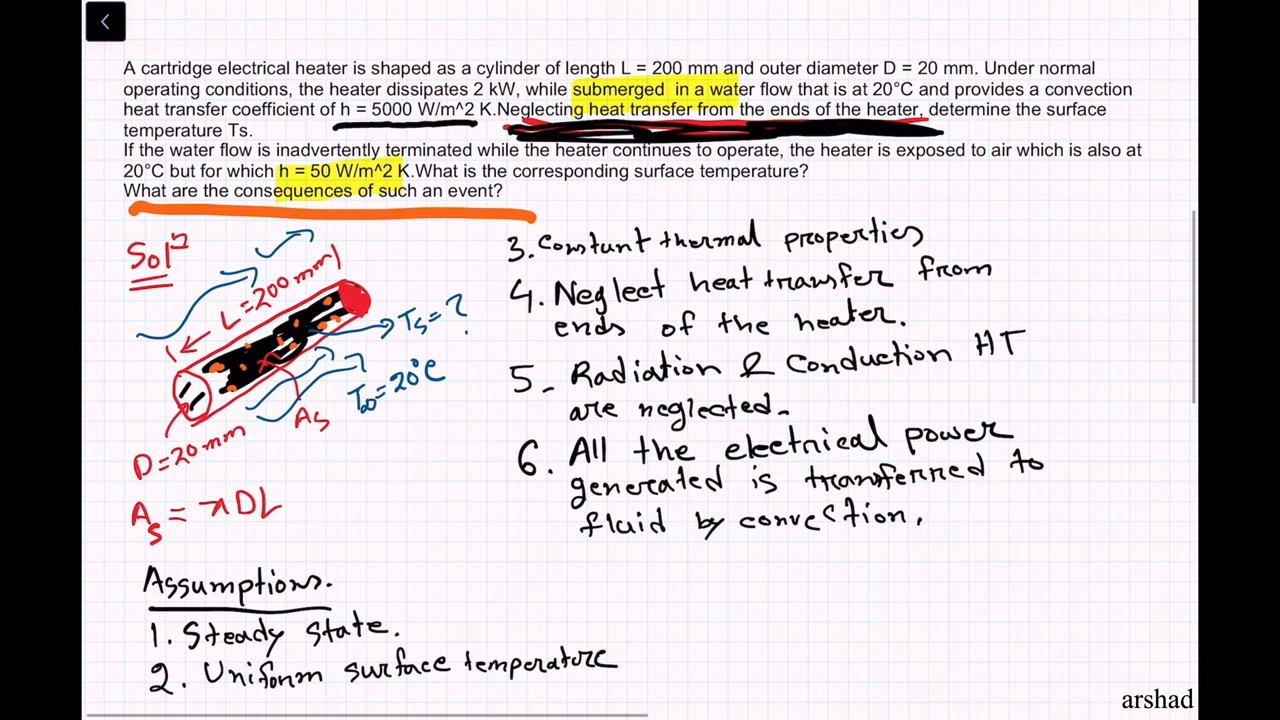 A cartridge electrical heater is shaped as a cylinder of length L = 200 mm and outer diameter D = 20 mm. Under normal
operating conditions, the heater dissipates 2 kW, while submerged in a water flow that is at 20°C and provides a convection
heat transfer coefficient of h = 5000 W/m^2 K.Neglecting heat transfer from the ends of the heater, determine the surface
temperature Ts.
If the water flow is inadvertently terminated while the heater continues to operate, the heater is exposed to air which is also at
20°C but for which h = 50 W/m^2 K.What is the corresponding surface temperature?
What are the consequences of such an event?
Solⁿ
L=200mm
Ts=?
T∞=20°C
As
D=20mm
As = πDL
Assumptions.
1. Steady state.
2. Uniform surface temperature
3. Constant thermal properties
4. Neglect heat transfer from
ends of the heater.
5- Radiation & Conduction HT
are neglected-
6. All the electrical power
generated is transferred to
fluid by convection.
arshad